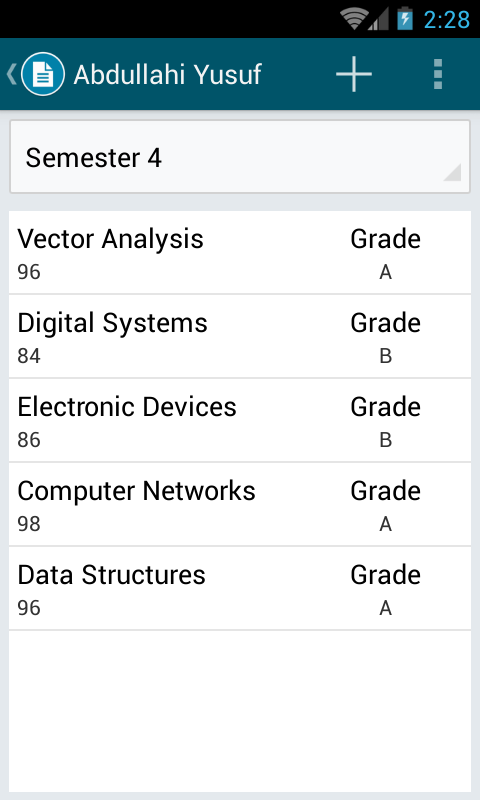 2:28
Abdullahi Yusuf
Semester 4
Vector Analysis Grade
96 A
Digital Systems Grade
84 B
Electronic Devices Grade
86 B
Computer Networks Grade
98 A
Data Structures Grade
96 A